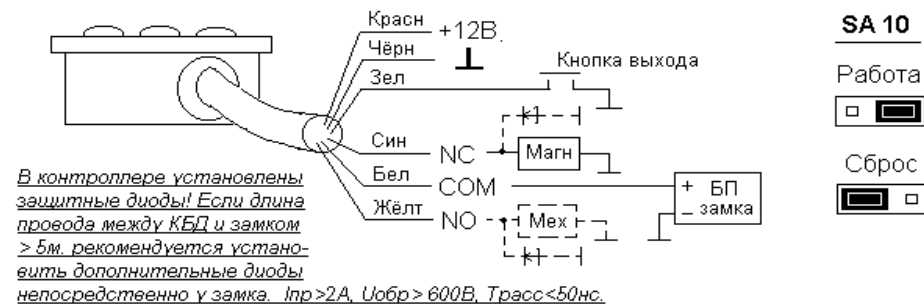 Красн +12В.
Чёрн
Зел Кнопка выхода
Син NC Магн
Бел COM + БП
– замка
Жёлт NO Мех
В контроллере установлены
защитные диоды! Если длина
провода между КБД и замком
> 5м. рекомендуется устано-
вить дополнительные диоды
непосредственно у замка. Iпр>2А, Uобр> 600В, Трасс<50нс.
SA 10
Работа
Сброс